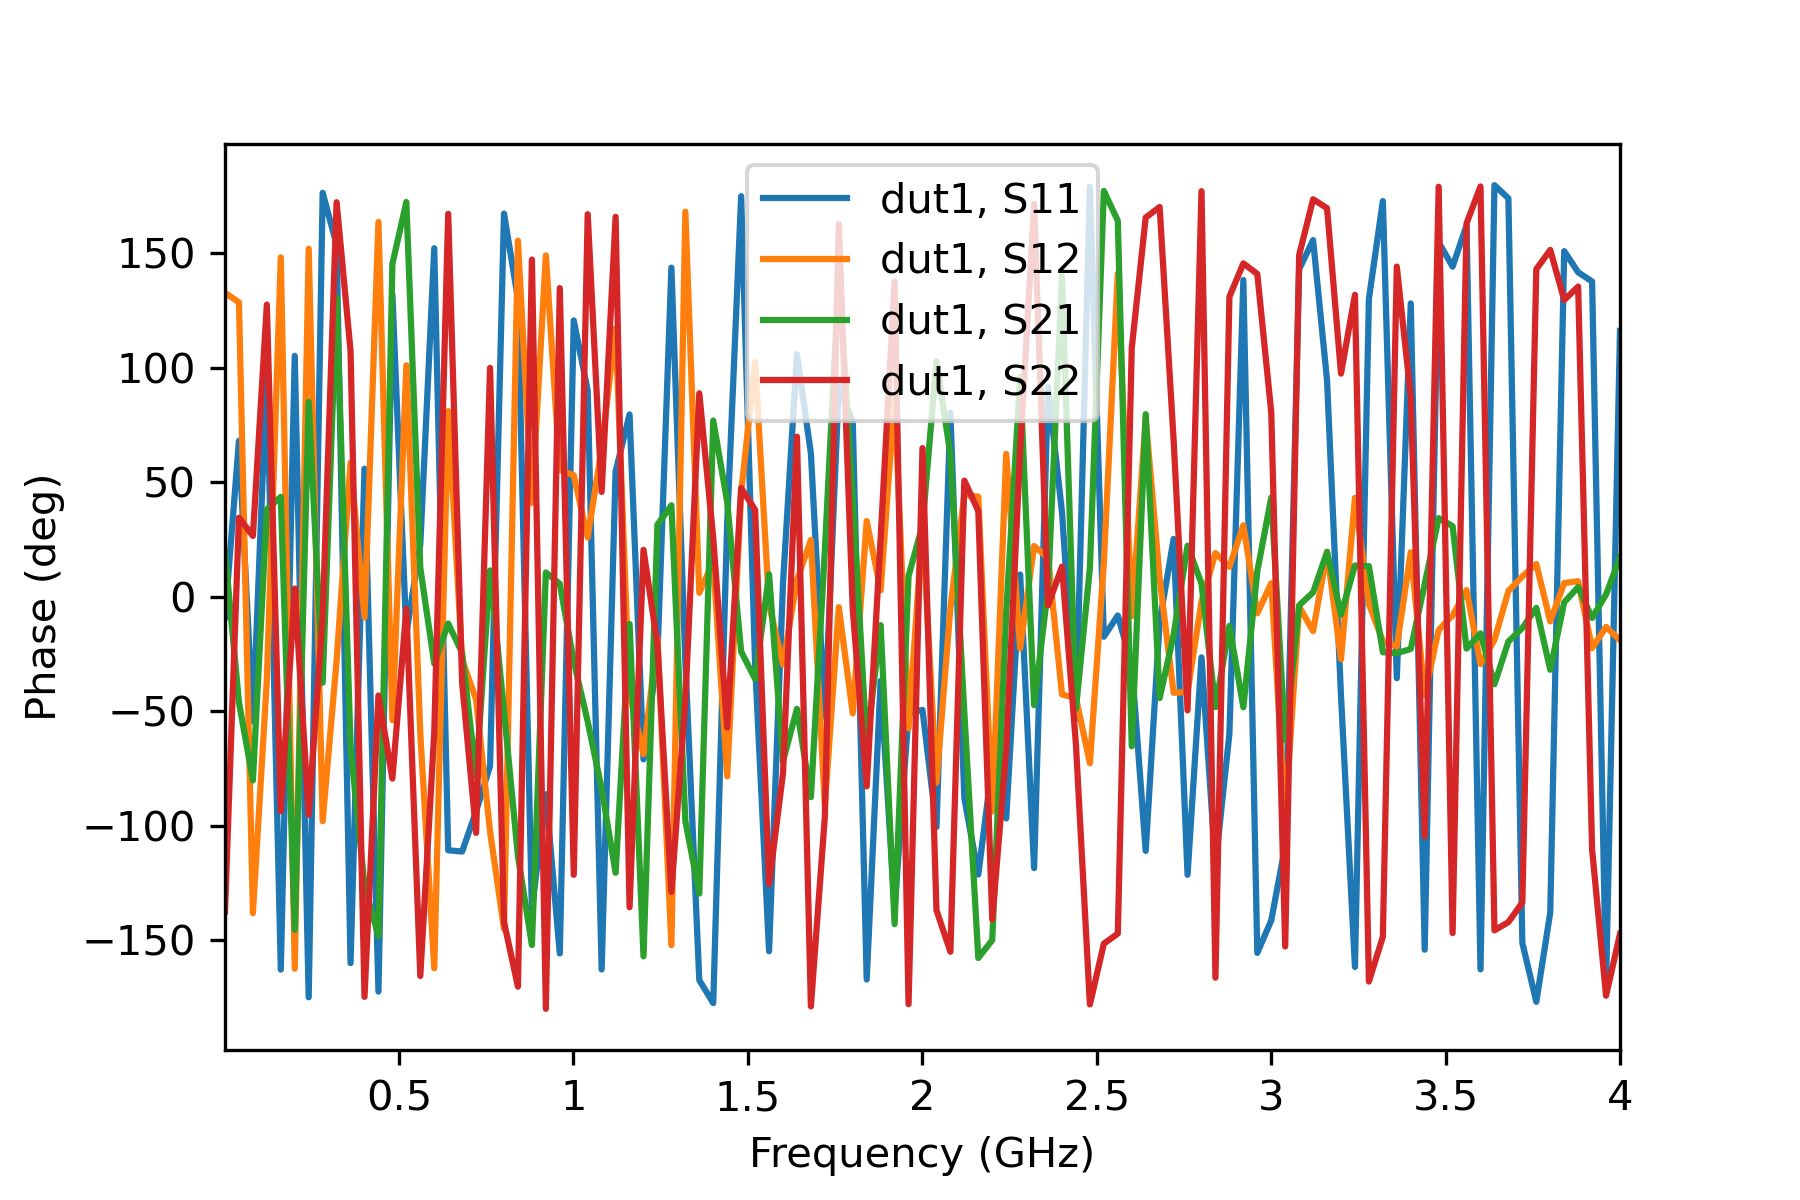 dut1, S11
dut1, S12
dut1, S21
dut1, S22
150
100
50
0
−50
−100
−150
Phase (deg)
0.5 1 1.5 2 2.5 3 3.5 4
Frequency (GHz)